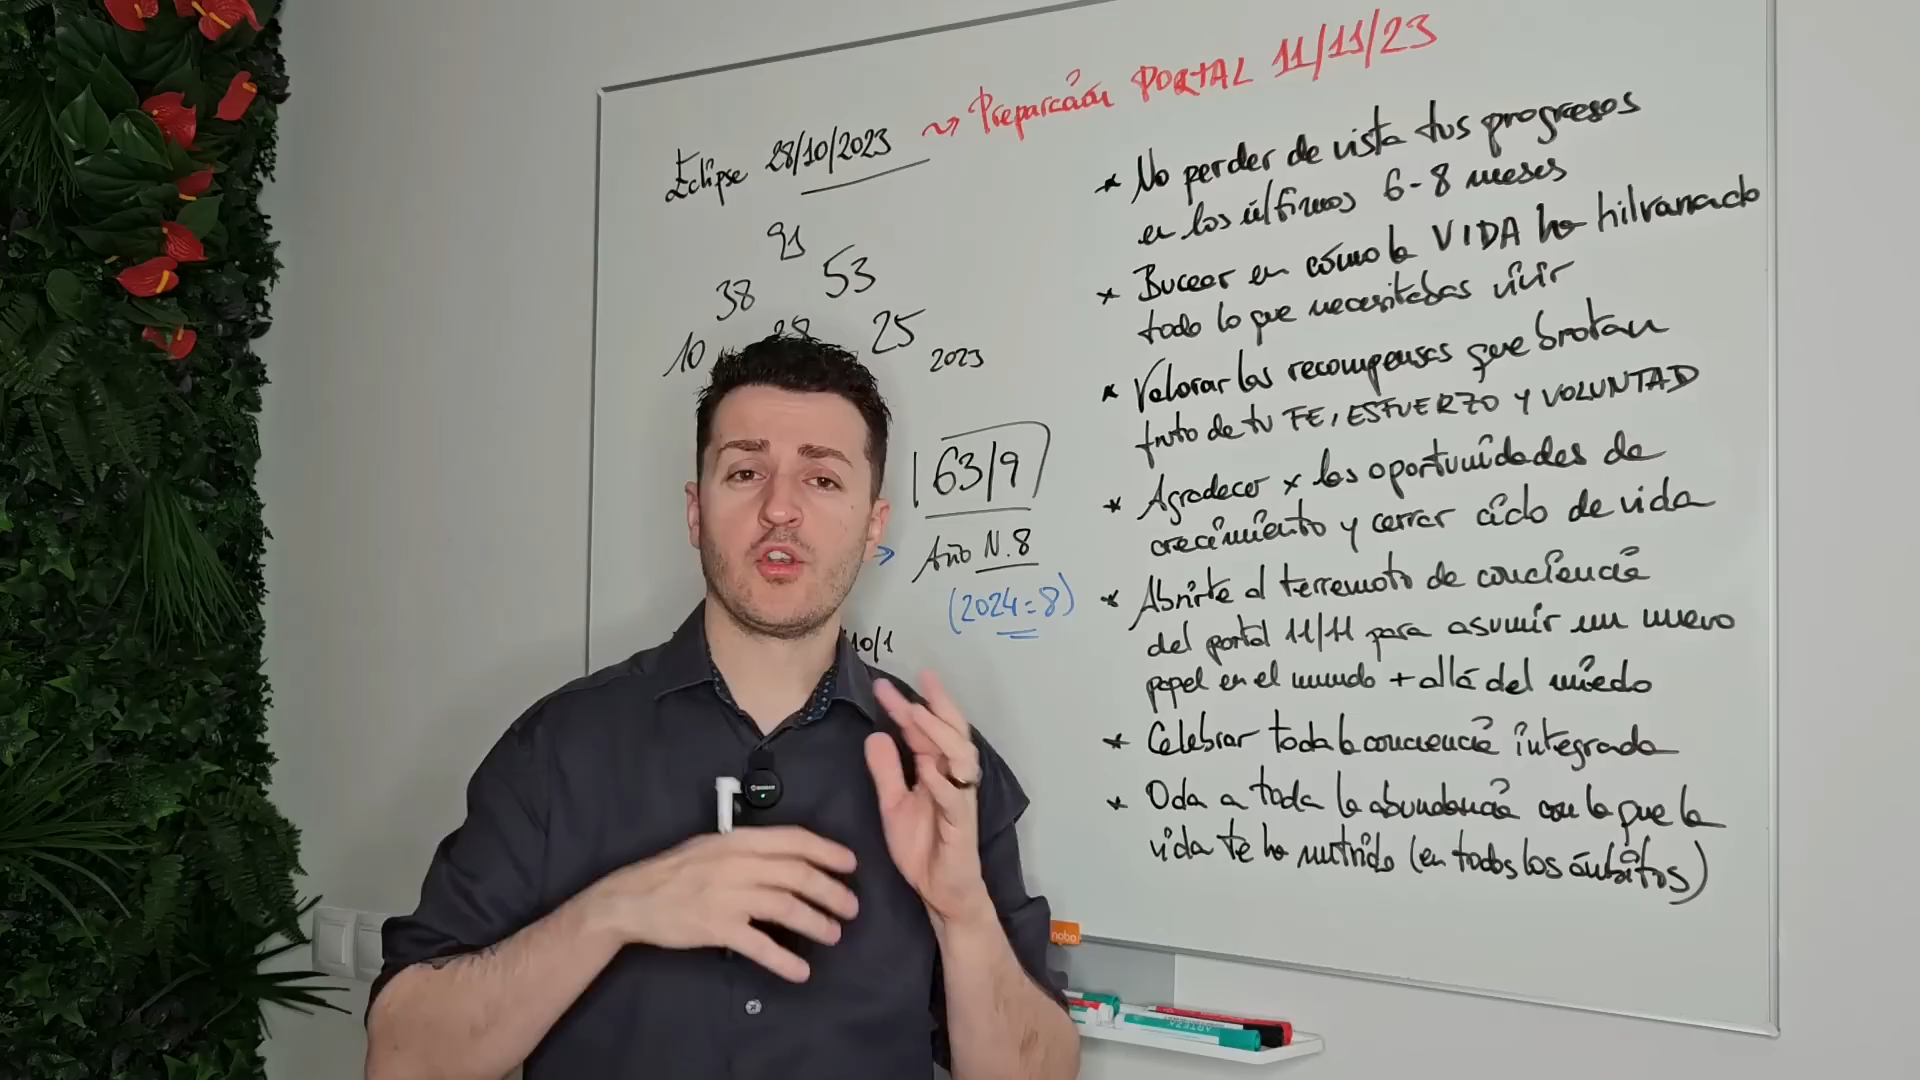 Eclipse 28/10/2023
~> Preparcación PORTAL 11/11/23
91
38 53
10 28 25 2023
63/9
→ Año N.8
(2024=8)
10/1
* No perder de vista tus progresos
en los últimos 6-8 meses
* Bucear en cómo la VIDA ha hilvanado
todo lo que necesitabas vivir
* Valorar las recompensas que brotan
fruto de tu FE, ESFUERZO y VOLUNTAD
* Agradecer x las oportunidades de
crecimiento y cerrar ciclo de vida
* Abrirte al terremoto de conciencia
del portal 11/11 para asumir un nuevo
papel en el mundo + allá del miedo
* Celebrar toda la conciencia integrada
* Oda a toda la abundancia con la que la
vida te ha nutrido (en todos los ámbitos)
nobo
ARTEZA